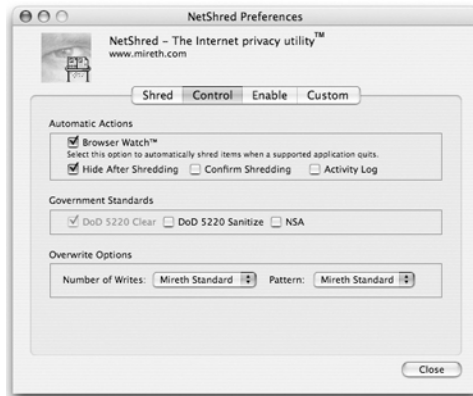 NetShred Preferences
NetShred – The Internet privacy utility™
www.mireth.com
Shred Control Enable Custom
Automatic Actions
Browser Watch™
Select this option to automatically shred items when a supported application quits.
Hide After Shredding Confirm Shredding Activity Log
Government Standards
DoD 5220 Clear DoD 5220 Sanitize NSA
Overwrite Options
Number of Writes: Mireth Standard Pattern: Mireth Standard
Close